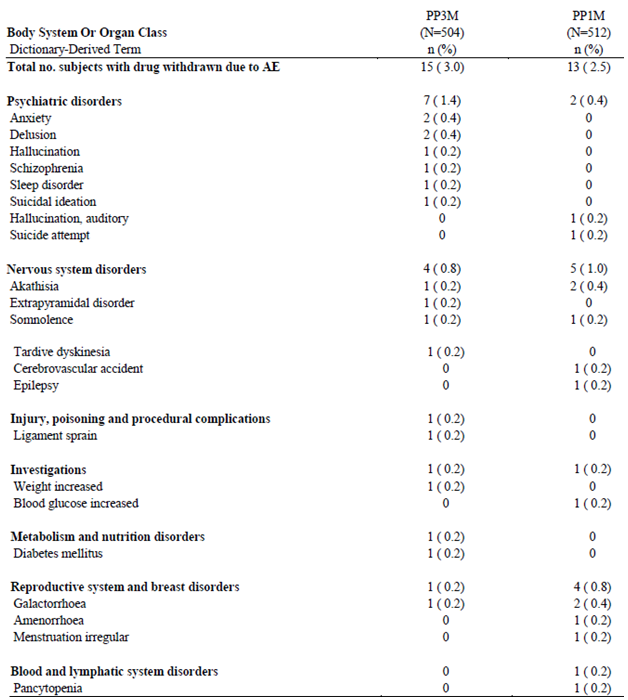 PP3M PP1M
Body System Or Organ Class (N=504) (N=512)
Dictionary-Derived Term n (%) n (%)
Total no. subjects with drug withdrawn due to AE 15 ( 3.0) 13 ( 2.5)
Psychiatric disorders 7 ( 1.4) 2 ( 0.4)
Anxiety 2 ( 0.4) 0
Delusion 2 ( 0.4) 0
Hallucination 1 ( 0.2) 0
Schizophrenia 1 ( 0.2) 0
Sleep disorder 1 ( 0.2) 0
Suicidal ideation 1 ( 0.2) 0
Hallucination, auditory 0 1 ( 0.2)
Suicide attempt 0 1 ( 0.2)
Nervous system disorders 4 ( 0.8) 5 ( 1.0)
Akathisia 1 ( 0.2) 2 ( 0.4)
Extrapyramidal disorder 1 ( 0.2) 0
Somnolence 1 ( 0.2) 1 ( 0.2)
Tardive dyskinesia 1 ( 0.2) 0
Cerebrovascular accident 0 1 ( 0.2)
Epilepsy 0 1 ( 0.2)
Injury, poisoning and procedural complications 1 ( 0.2) 0
Ligament sprain 1 ( 0.2) 0
Investigations 1 ( 0.2) 1 ( 0.2)
Weight increased 1 ( 0.2) 0
Blood glucose increased 0 1 ( 0.2)
Metabolism and nutrition disorders 1 ( 0.2) 0
Diabetes mellitus 1 ( 0.2) 0
Reproductive system and breast disorders 1 ( 0.2) 4 ( 0.8)
Galactorrhoea 1 ( 0.2) 2 ( 0.4)
Amenorrhoea 0 1 ( 0.2)
Menstruation irregular 0 1 ( 0.2)
Blood and lymphatic system disorders 0 1 ( 0.2)
Pancytopenia 0 1 ( 0.2)